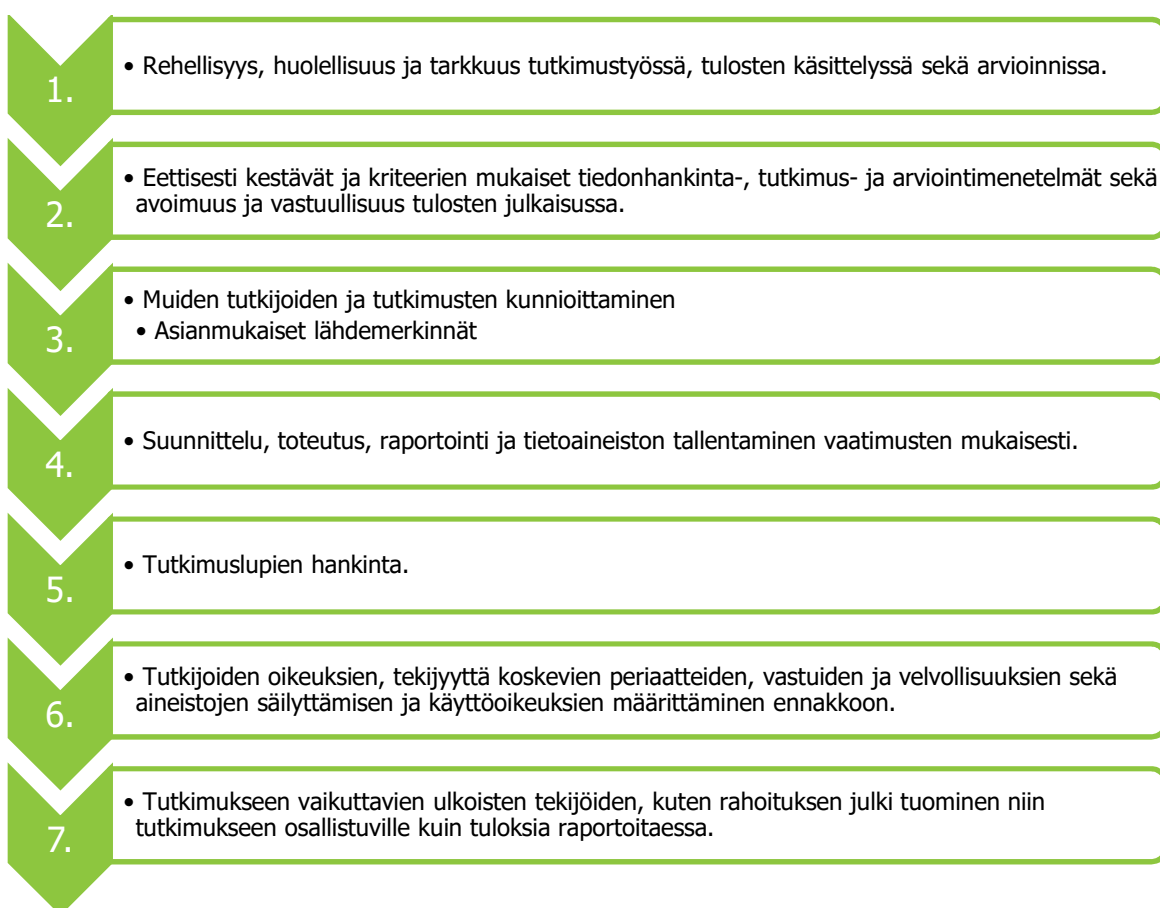 1.
• Rehellisyys, huolellisuus ja tarkkuus tutkimustyössä, tulosten käsittelyssä sekä arvioinnissa.
2.
• Eettisesti kestävät ja kriteerien mukaiset tiedonhankinta-, tutkimus- ja arviointimenetelmät sekä
avoimuus ja vastuullisuus tulosten julkaisussa.
3.
• Muiden tutkijoiden ja tutkimusten kunnioittaminen
• Asianmukaiset lähdemerkinnät
4.
• Suunnittelu, toteutus, raportointi ja tietoaineiston tallentaminen vaatimusten mukaisesti.
5.
• Tutkimuslupien hankinta.
6.
• Tutkijoiden oikeuksien, tekijyyttä koskevien periaatteiden, vastuiden ja velvollisuuksien sekä
aineistojen säilyttämisen ja käyttöoikeuksien määrittäminen ennakkoon.
7.
• Tutkimukseen vaikuttavien ulkoisten tekijöiden, kuten rahoituksen julki tuominen niin
tutkimukseen osallistuville kuin tuloksia raportoitaessa.